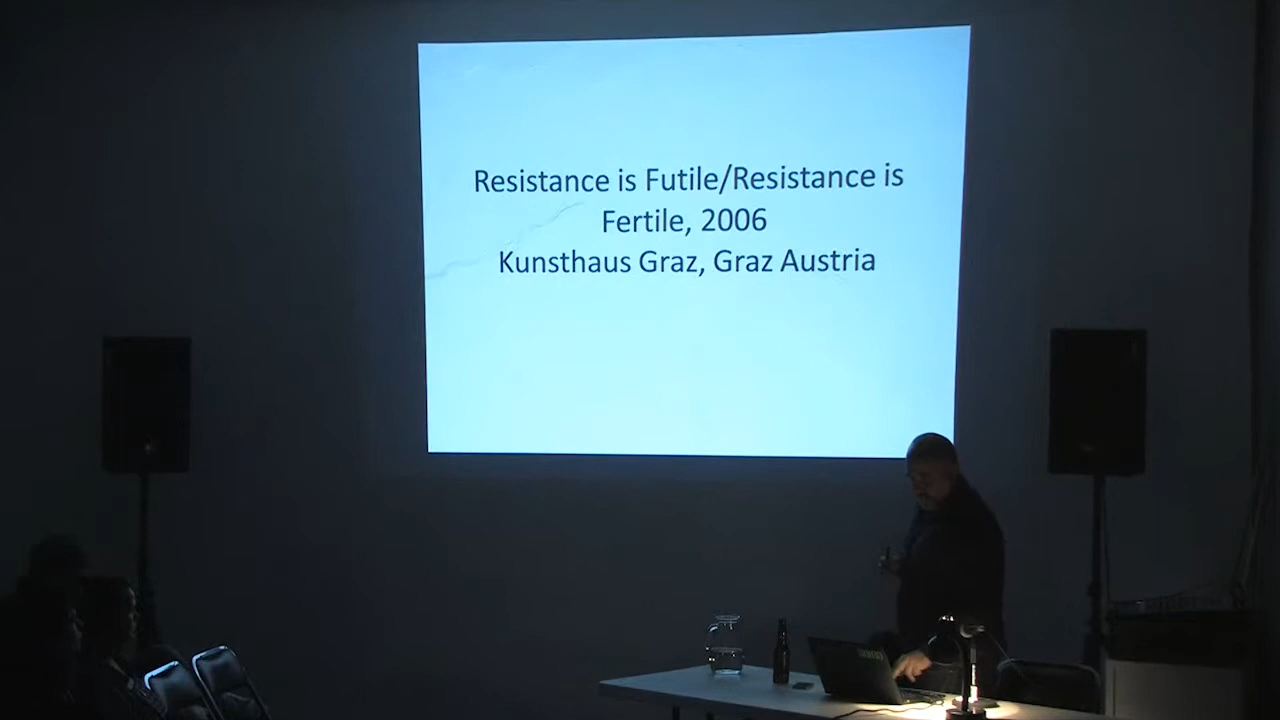 Resistance is Futile/Resistance is
Fertile, 2006
Kunsthaus Graz, Graz Austria